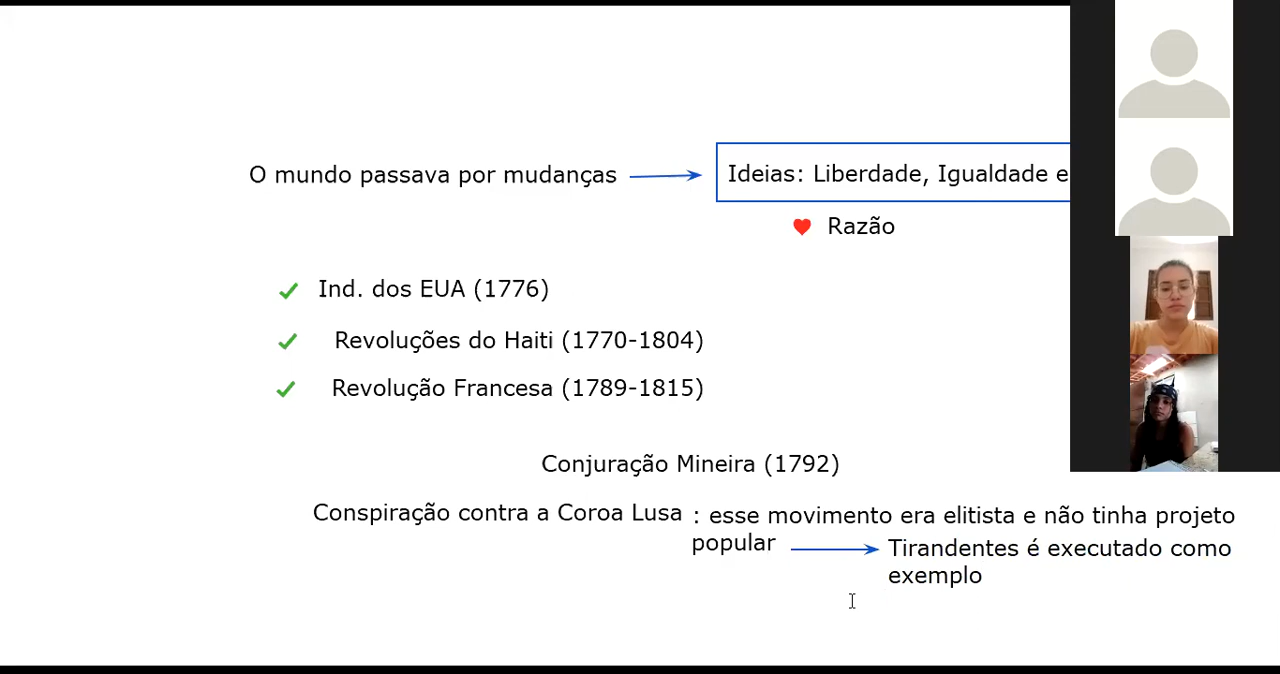 O mundo passava por mudanças
Ideias: Liberdade, Igualdade e
Razão
Ind. dos EUA (1776)
Revoluções do Haiti (1770-1804)
Revolução Francesa (1789-1815)
Conjuração Mineira (1792)
Conspiração contra a Coroa Lusa : esse movimento era elitista e não tinha projeto
popular
Tirandentes é executado como
exemplo